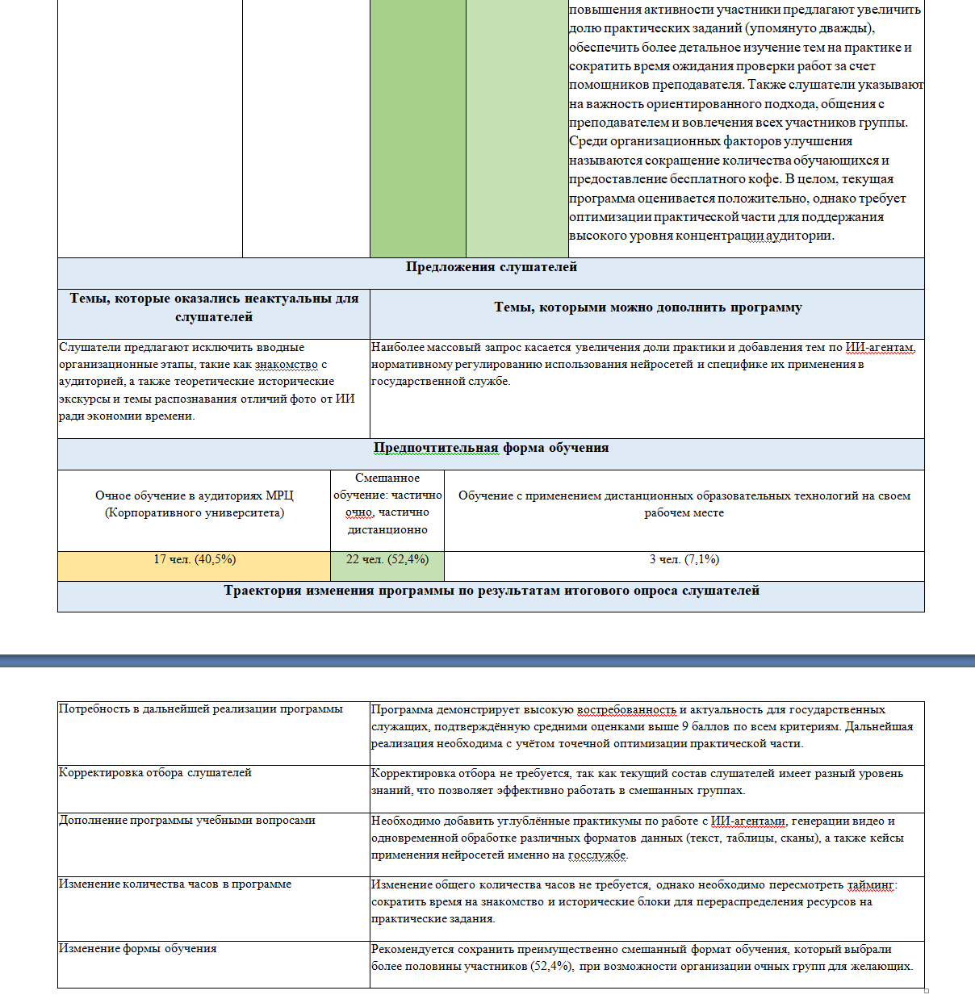 повышения активности участники предлагают увеличить
долю практических заданий (упомянуто дважды),
обеспечить более детальное изучение тем на практике и
сократить время ожидания проверки работ за счет
помощников преподавателя. Также слушатели указывают
на важность ориентированного подхода, общения с
преподавателем и вовлечения всех участников группы.
Среди организационных факторов улучшения
называются сокращение количества обучающихся и
предоставление бесплатного кофе. В целом, текущая
программа оценивается положительно, однако требует
оптимизации практической части для поддержания
высокого уровня концентрации аудитории.
Предложения слушателей
Темы, которые оказались неактуальны для
слушателей
Темы, которыми можно дополнить программу
Слушатели предлагают исключить вводные
организационные этапы, такие как знакомство с
аудиторией, а также теоретические исторические
экскурсы и темы распознавания отличий фото от ИИ
ради экономии времени.
Наиболее массовый запрос касается увеличения доли практики и добавления тем по ИИ-агентам,
нормативному регулированию использования нейросетей и специфике их применения в
государственной службе.
Предпочтительная форма обучения
Очное обучение в аудиториях МРЦ
(Корпоративного университета)
Смешанное
обучение: частично
очно, частично
дистанционно
Обучение с применением дистанционных образовательных технологий на своем
рабочем месте
17 чел. (40,5%)
22 чел. (52,4%)
3 чел. (7,1%)
Траектория изменения программы по результатам итогового опроса слушателей
Потребность в дальнейшей реализации программы
Программа демонстрирует высокую востребованность и актуальность для государственных
служащих, подтверждённую средними оценками выше 9 баллов по всем критериям. Дальнейшая
реализация необходима с учётом точечной оптимизации практической части.
Корректировка отбора слушателей
Корректировка отбора не требуется, так как текущий состав слушателей имеет разный уровень
знаний, что позволяет эффективно работать в смешанных группах.
Дополнение программы учебными вопросами
Необходимо добавить углублённые практикумы по работе с ИИ-агентами, генерации видео и
одновременной обработке различных форматов данных (текст, таблицы, сканы), а также кейсы
применения нейросетей именно на госслужбе.
Изменение количества часов в программе
Изменение общего количества часов не требуется, однако необходимо пересмотреть тайминг:
сократить время на знакомство и исторические блоки для перераспределения ресурсов на
практические задания.
Изменение формы обучения
Рекомендуется сохранить преимущественно смешанный формат обучения, который выбрали
более половины участников (52,4%), при возможности организации очных групп для желающих.